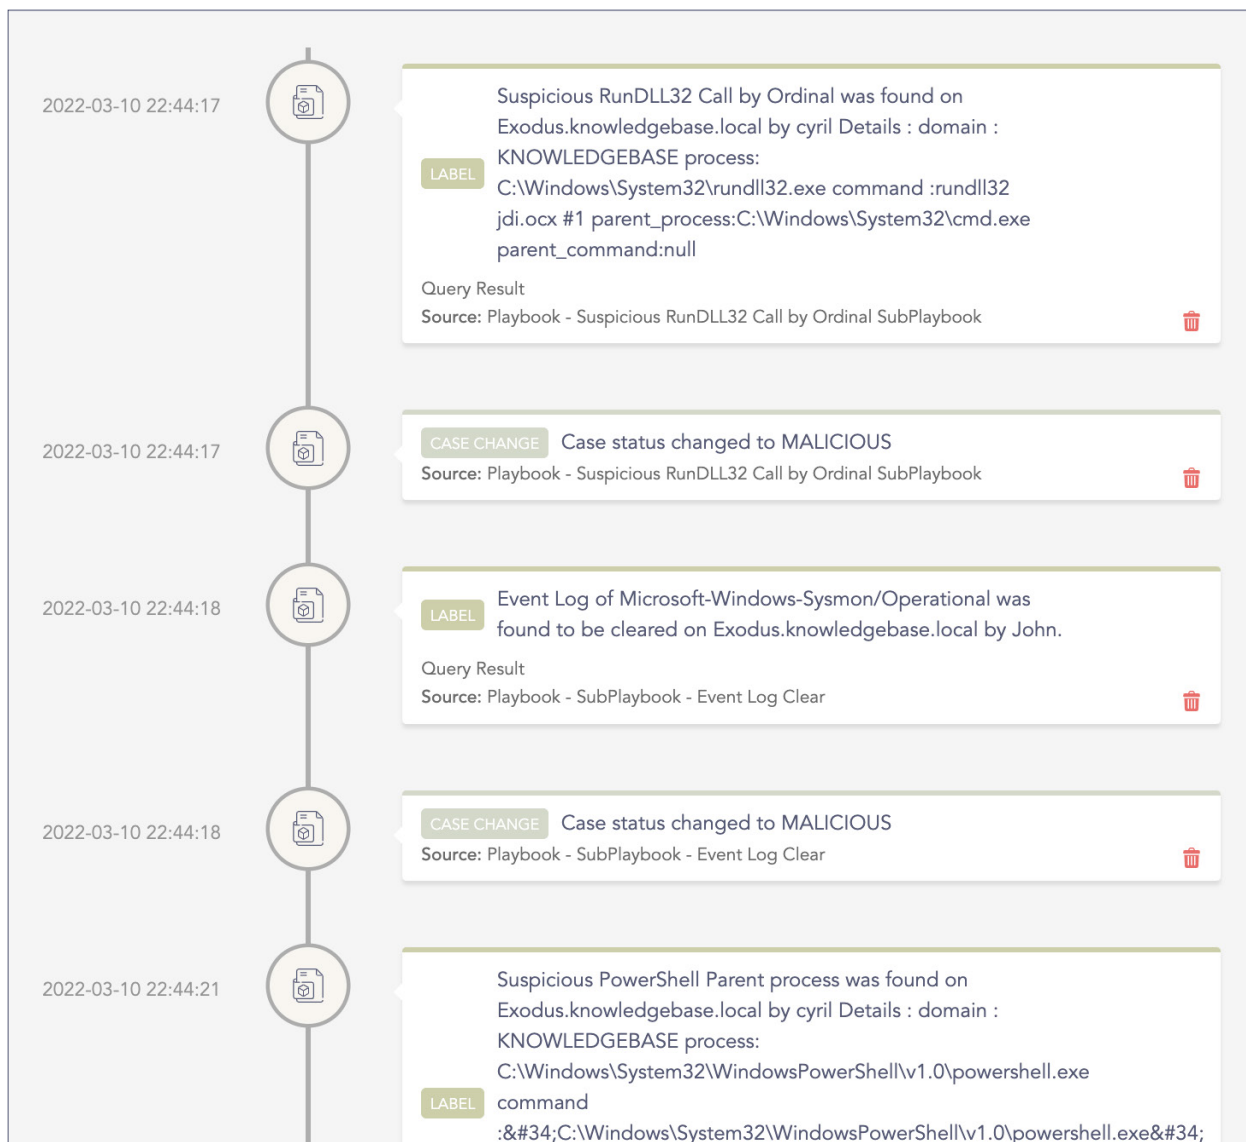 2022-03-10 22:44:17
Suspicious RunDLL32 Call by Ordinal was found on
Exodus.knowledgebase.local by cyril Details : domain :
KNOWLEDGEBASE process:
LABEL
C:\Windows\System32\rundll32.exe command :rundll32
jdi.ocx #1 parent_process:C:\Windows\System32\cmd.exe
parent_command:null
Query Result
Source: Playbook - Suspicious RunDLL32 Call by Ordinal SubPlaybook
2022-03-10 22:44:17
CASE CHANGE Case status changed to MALICIOUS
Source: Playbook - Suspicious RunDLL32 Call by Ordinal SubPlaybook
2022-03-10 22:44:18
LABEL
Event Log of Microsoft-Windows-Sysmon/Operational was
found to be cleared on Exodus.knowledgebase.local by John.
Query Result
Source: Playbook - SubPlaybook - Event Log Clear
2022-03-10 22:44:18
CASE CHANGE Case status changed to MALICIOUS
Source: Playbook - SubPlaybook - Event Log Clear
2022-03-10 22:44:21
Suspicious PowerShell Parent process was found on
Exodus.knowledgebase.local by cyril Details : domain :
KNOWLEDGEBASE process:
C:\Windows\System32\WindowsPowerShell\v1.0\powershell.exe
LABEL command
:&#34;C:\Windows\System32\WindowsPowerShell\v1.0\powershell.exe&#34;